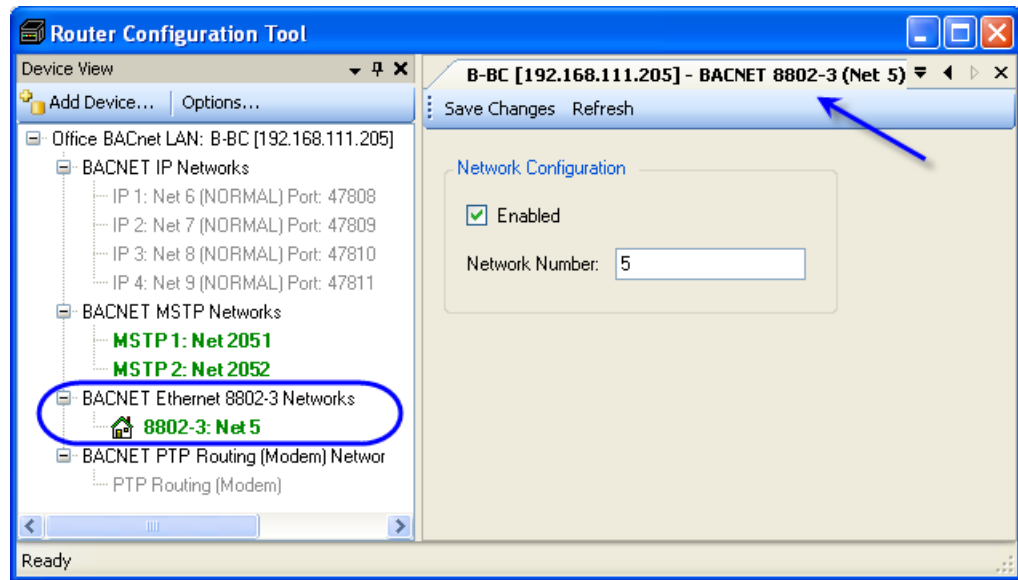 Router Configuration Tool
Device View
B-BC [192.168.111.205] - BACNET 8802-3 (Net 5)
Add Device... Options...
Save Changes Refresh
Office BACnet LAN: B-BC [192.168.111.205]
BACNET IP Networks
IP 1: Net 6 (NORMAL) Port: 47808
IP 2: Net 7 (NORMAL) Port: 47809
IP 3: Net 8 (NORMAL) Port: 47810
IP 4: Net 9 (NORMAL) Port: 47811
BACNET MSTP Networks
MSTP 1: Net 2051
MSTP 2: Net 2052
BACNET Ethernet 8802-3 Networks
8802-3: Net 5
BACNET PTP Routing (Modem) Networ
PTP Routing (Modem)
Network Configuration
Enabled
Network Number: 5
Ready